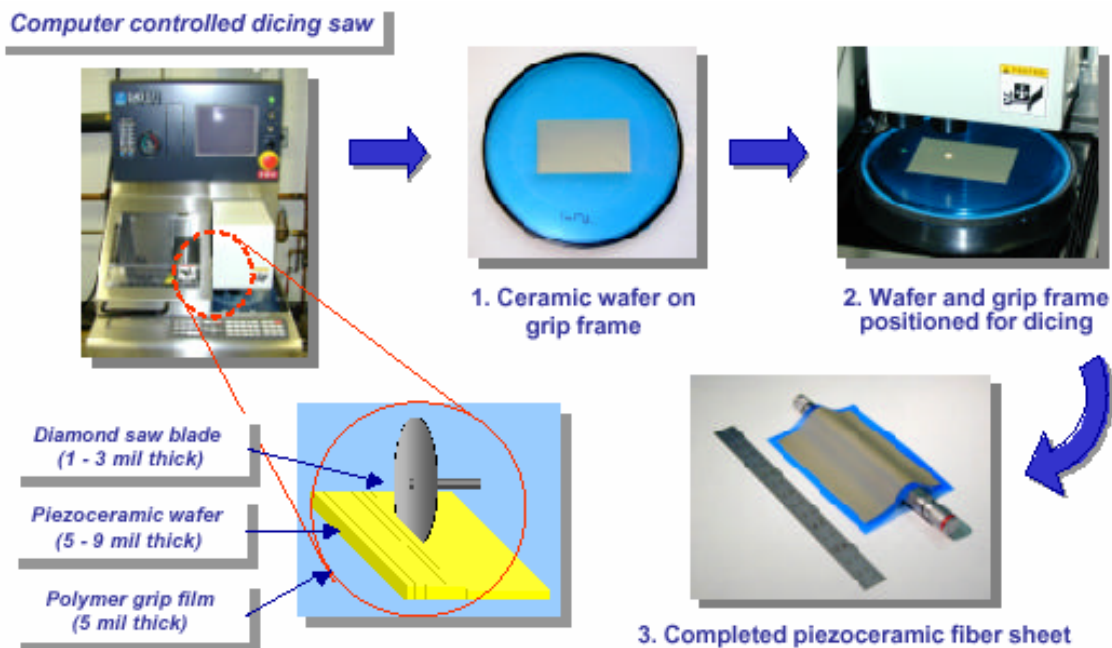 Computer controlled dicing saw
1. Ceramic wafer on
grip frame
2. Wafer and grip frame
positioned for dicing
Diamond saw blade
(1 - 3 mil thick)
Piezoceramic wafer
(5 - 9 mil thick)
Polymer grip film
(5 mil thick)
3. Completed piezoceramic fiber sheet